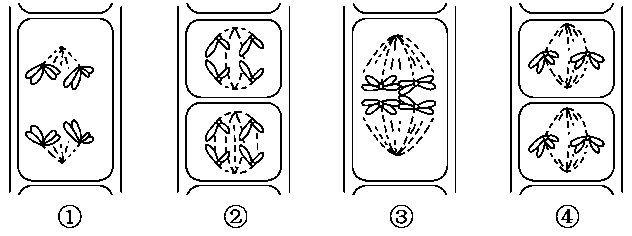 ① ② ③ ④